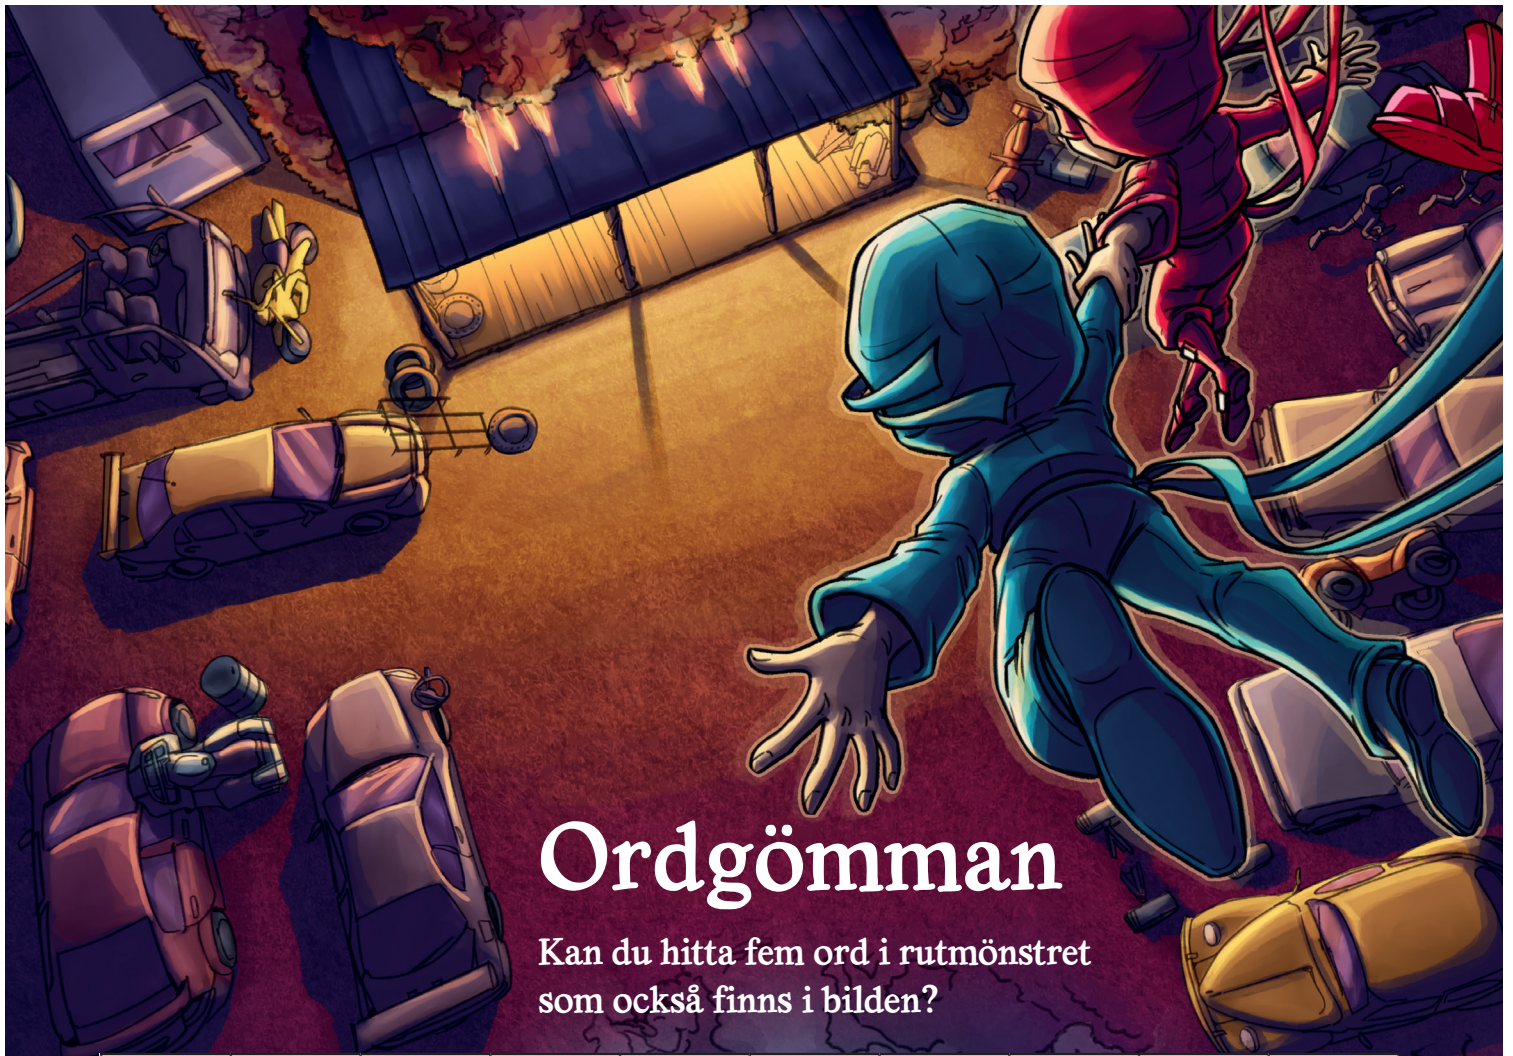 Ordgömman
Kan du hitta fem ord i rutmönstret
som också finns i bilden?